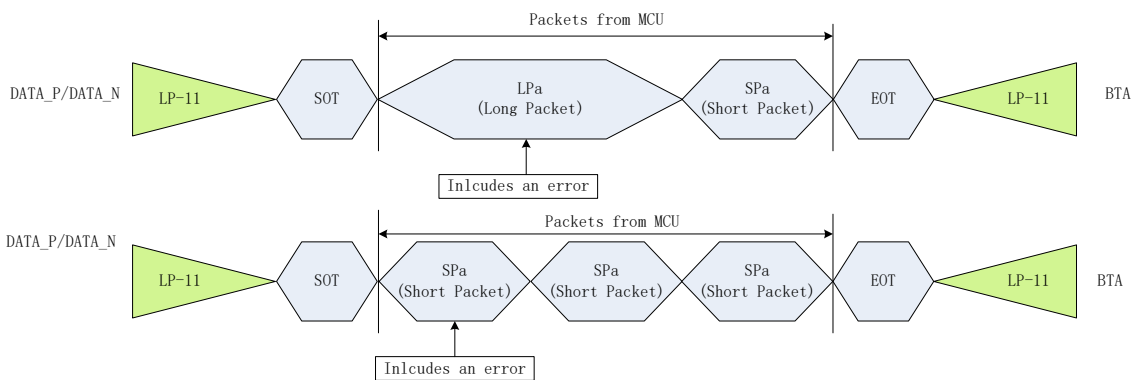 Packets from MCU
DATA_P/DATA_N
LP-11
SOT
LPa
(Long Packet)
SPa
(Short Packet)
EOT
LP-11
BTA
Inlcudes an error
Packets from MCU
DATA_P/DATA_N
LP-11
SOT
SPa
(Short Packet)
SPa
(Short Packet)
SPa
(Short Packet)
EOT
LP-11
BTA
Inlcudes an error